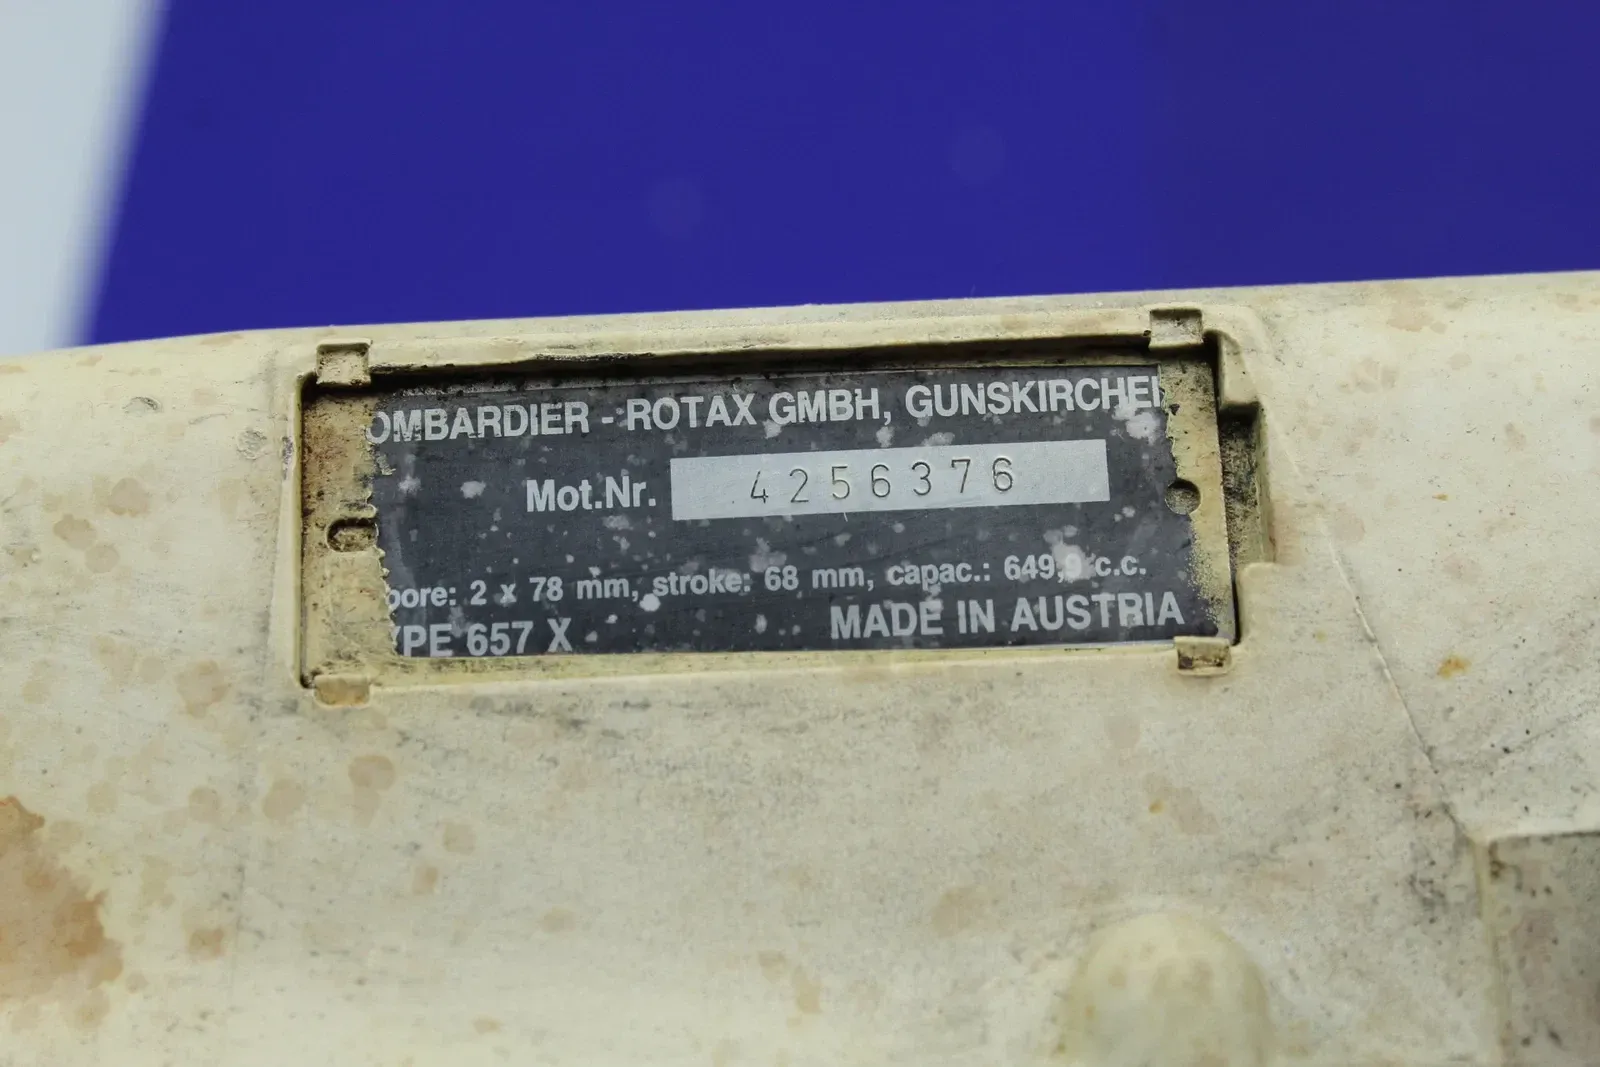 OMBARDIER - ROTAX GMBH, GUNSKIRCHEN
Mot.Nr. 4256376
bore: 2 x 78 mm, stroke: 68 mm, capac.: 649,9 c.c.
YPE 657 X MADE IN AUSTRIA